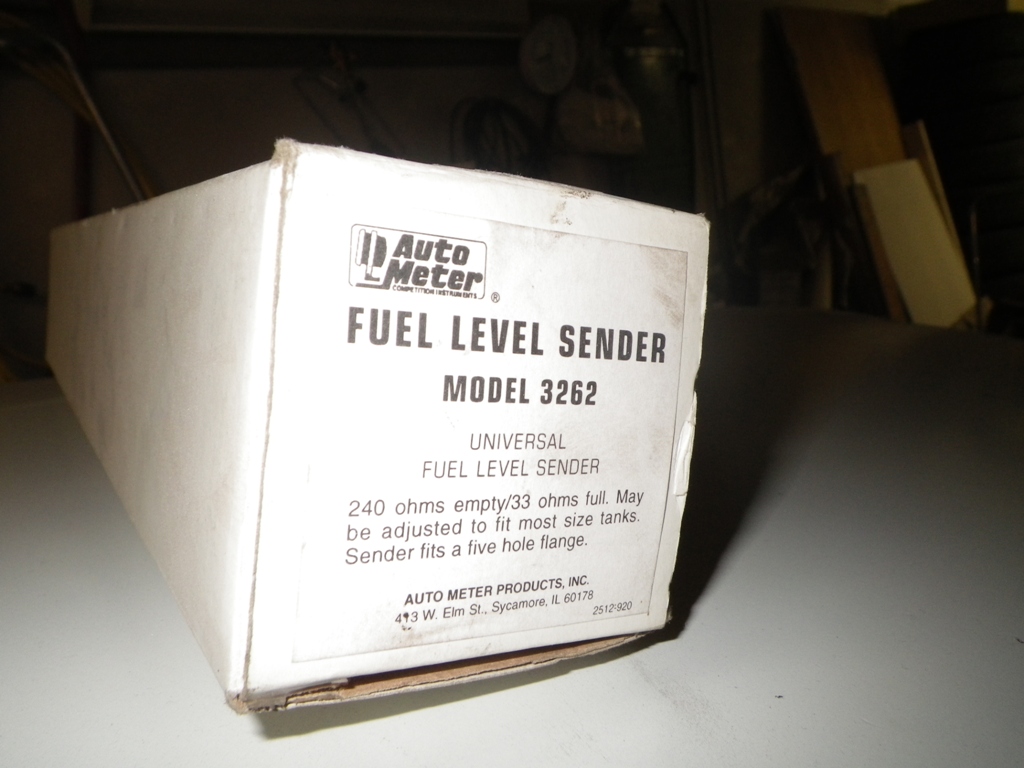 Auto
Meter
COMPETITION INSTRUMENTS
®
FUEL LEVEL SENDER
MODEL 3262
UNIVERSAL
FUEL LEVEL SENDER
240 ohms empty/33 ohms full. May
be adjusted to fit most size tanks.
Sender fits a five hole flange.
AUTO METER PRODUCTS, INC.
413 W. Elm St., Sycamore, IL 60178
2512-920